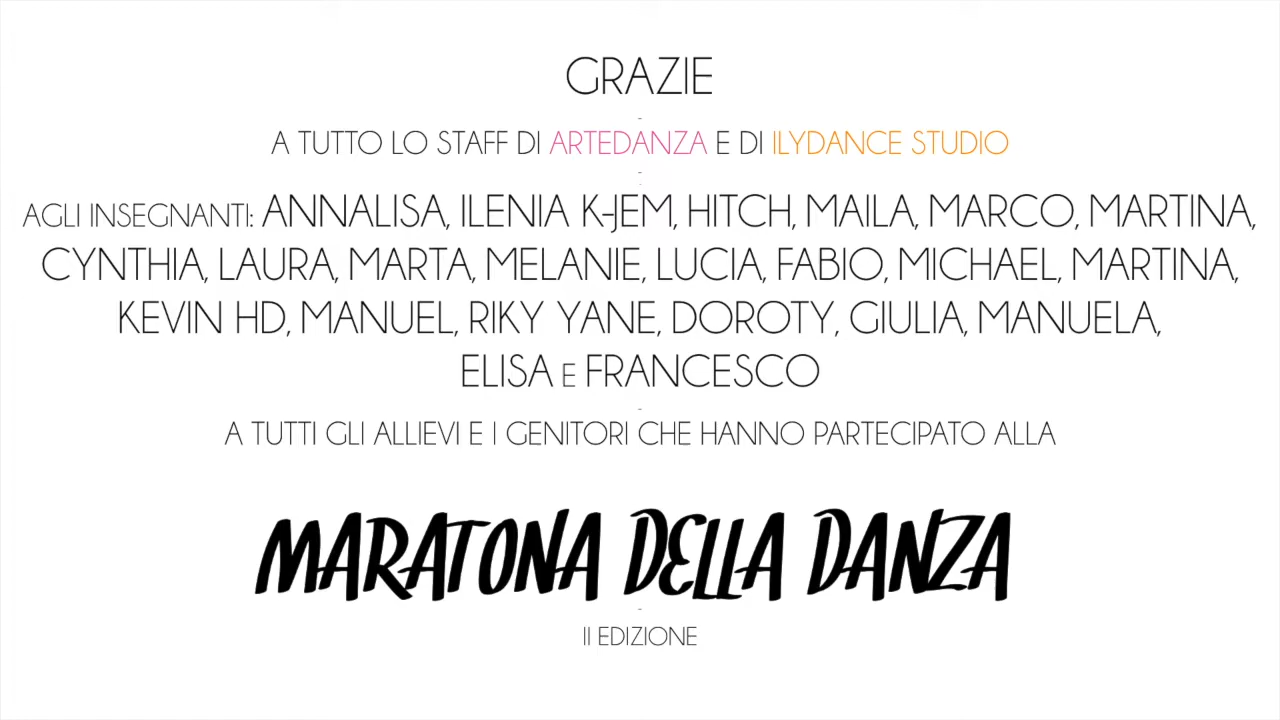 GRAZIE
A TUTTO LO STAFF DI ARTEDANZA E DI ILYDANCE STUDIO
AGLI INSEGNANTI: ANNALISA, ILENIA K-JEM, HITCH, MAILA, MARCO, MARTINA,
CYNTHIA, LAURA, MARTA, MELANIE, LUCIA, FABIO, MICHAEL, MARTINA,
KEVIN HD, MANUEL, RIKY YANE, DOROTY, GIULIA, MANUELA,
ELISA E FRANCESCO
A TUTTI GLI ALLIEVI E I GENITORI CHE HANNO PARTECIPATO ALLA
MARATONA DELLA DANZA
II EDIZIONE